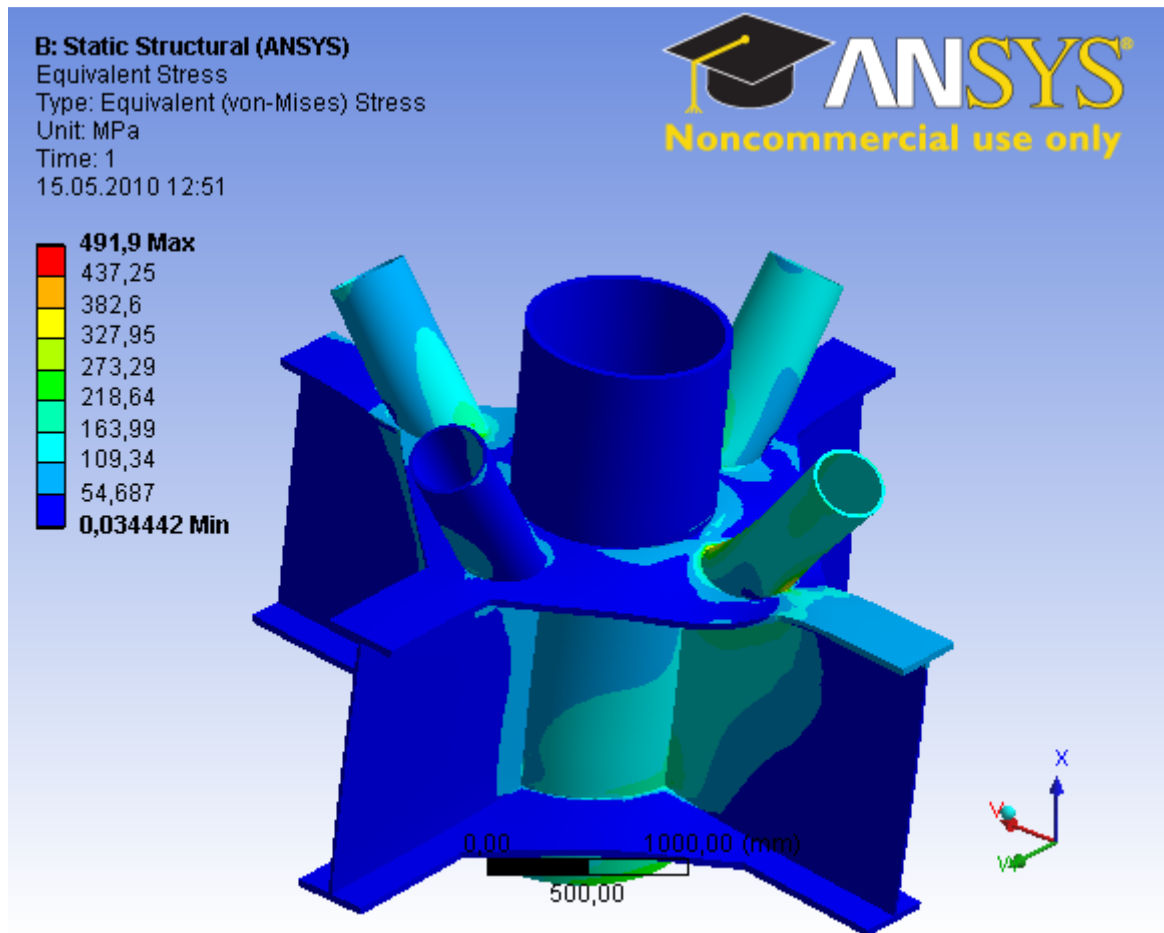 B: Static Structural (ANSYS)
Equivalent Stress
Type: Equivalent (von-Mises) Stress
Unit: MPa
Time: 1
15.05.2010 12:51
ANSYS®
Noncommercial use only
491,9 Max
437,25
382,6
327,95
273,29
218,64
163,99
109,34
54,687
0,034442 Min
0,00 1000,00 (mm)
500,00
X